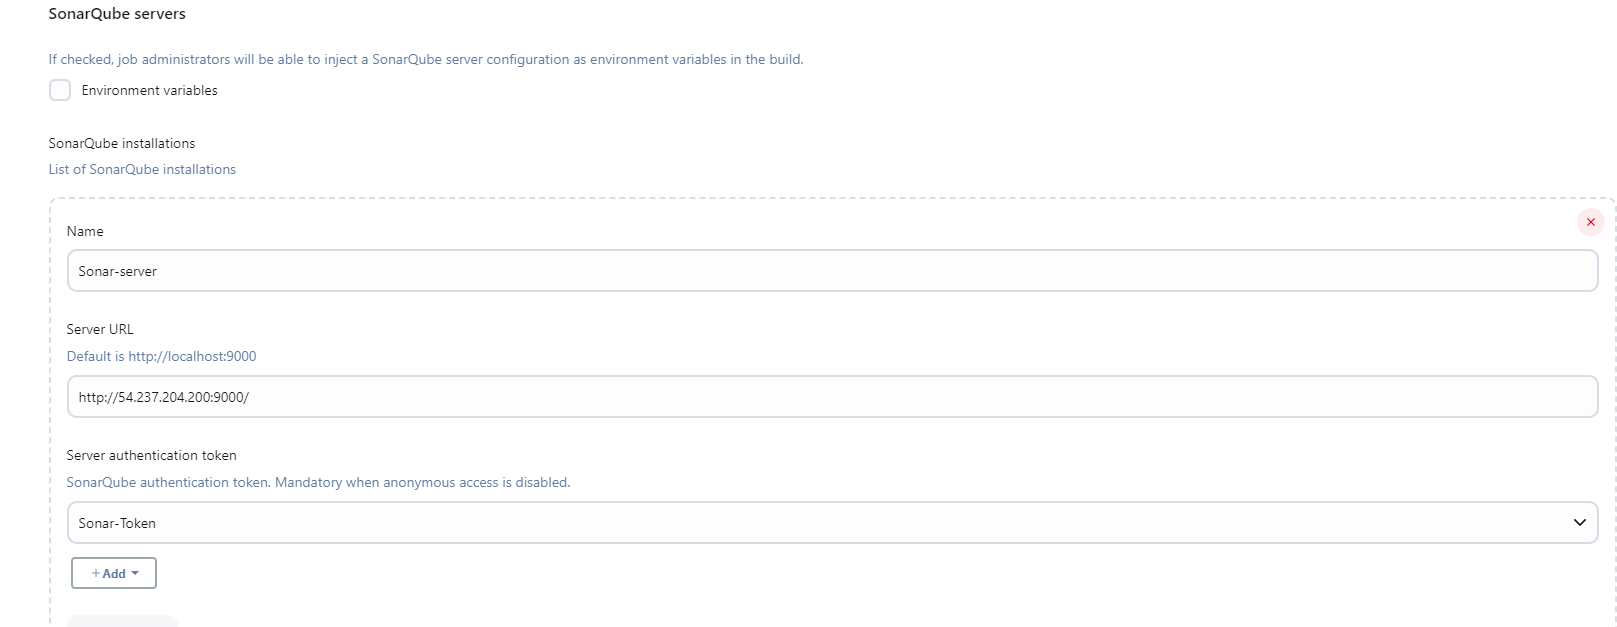 SonarQube servers
If checked, job administrators will be able to inject a SonarQube server configuration as environment variables in the build.
Environment variables
SonarQube installations
List of SonarQube installations
Name
Sonar-server
Server URL
Default is http://localhost:9000
http://54.237.204.200:9000/
Server authentication token
SonarQube authentication token. Mandatory when anonymous access is disabled.
Sonar-Token
+ Add